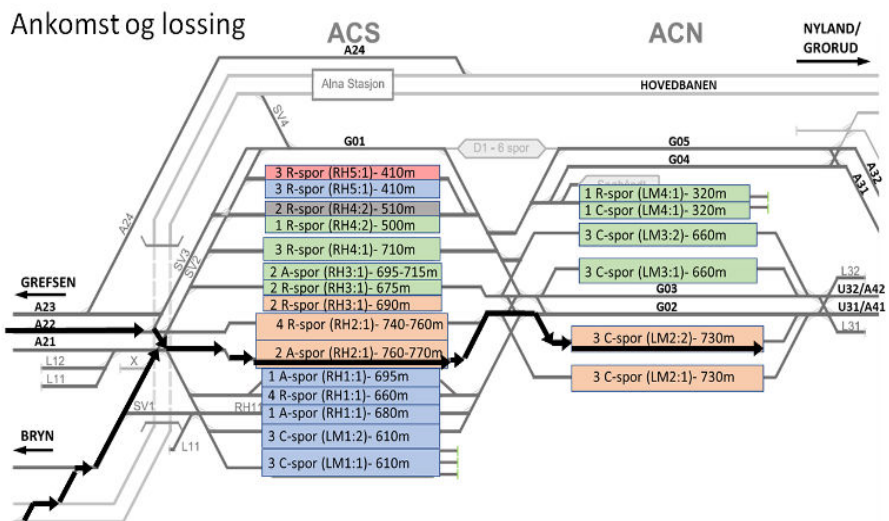 Ankomst og lossing
ACS
ACN
NYLAND/
GRORUD
A24
Alna Stasjon
HOVEDBANEN
SV4
G01
D1 - 6 spor
G05
G04
A24
A32
A31
3 R-spor (RH5:1)- 410m
3 R-spor (RH5:1)- 410m
2 R-spor (RH4:2)- 510m
1 R-spor (RH4:2)- 500m
3 R-spor (RH4:1)- 710m
2 A-spor (RH3:1)- 695-715m
2 R-spor (RH3:1)- 675m
2 R-spor (RH3:1)- 690m
4 R-spor (RH2:1)- 740-760m
2 A-spor (RH2:1)- 760-770m
1 A-spor (RH1:1)- 695m
4 R-spor (RH1:1)- 660m
1 A-spor (RH1:1)- 680m
3 C-spor (LM1:2)- 610m
3 C-spor (LM1:1)- 610m
1 R-spor (LM4:1)- 320m
1 C-spor (LM4:1)- 320m
3 C-spor (LM3:2)- 660m
3 C-spor (LM3:1)- 660m
3 C-spor (LM2:2)- 730m
3 C-spor (LM2:1)- 730m
SV3
SV2
GREFSEN
A23
A22
A21
L12
L11
X
SV1
RH11
L11
BRYN
G03
G02
L32
U32/A42
U31/A41
L31